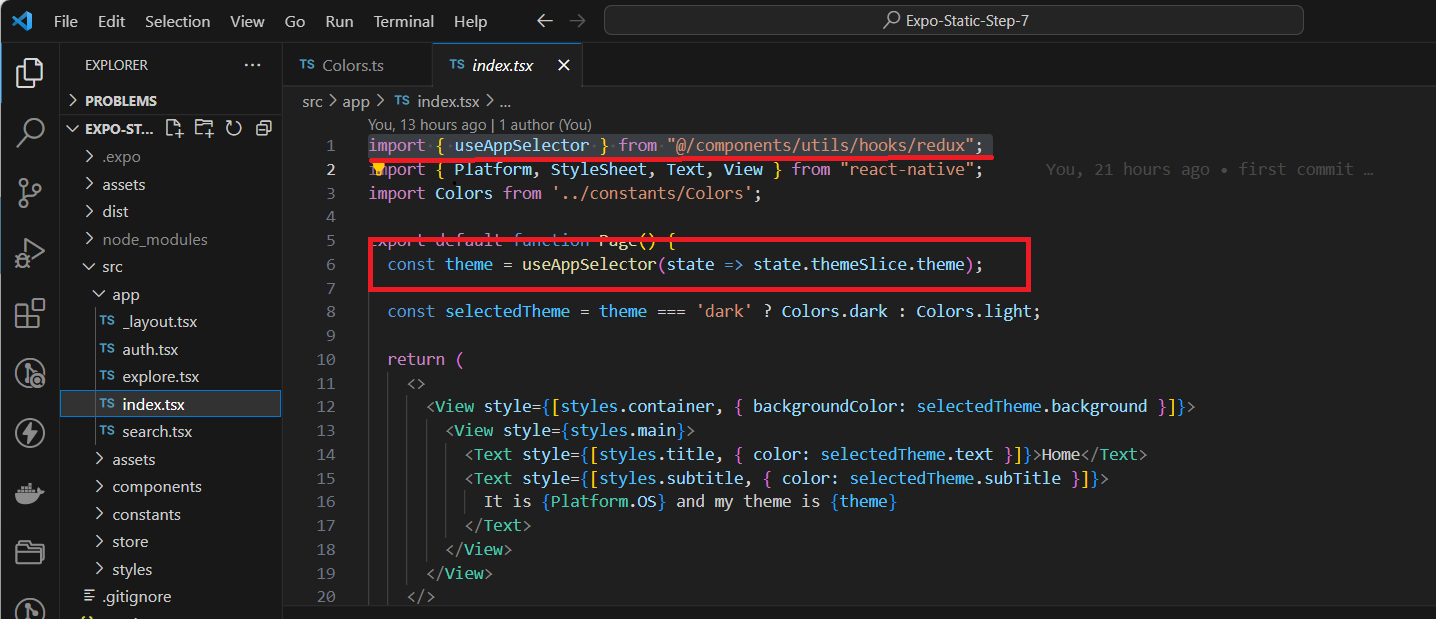 File Edit Selection View Go Run Terminal Help Expo-Static-Step-7
EXPLORER ...
PROBLEMS
EXPO-ST...
.expo
assets
dist
node_modules
src
app
TS _layout.tsx
TS auth.tsx
TS explore.tsx
TS index.tsx
TS search.tsx
assets
components
constants
store
styles
.gitignore
TS Colors.ts
TS index.tsx
src > app > TS index.tsx > ...
You, 13 hours ago | 1 author (You)
1 import { useAppSelector } from "@/components/utils/hooks/redux";
2 import { Platform, StyleSheet, Text, View } from "react-native"; You, 21 hours ago • first commit …
3 import Colors from '../constants/Colors';
4
5 export default function Page() {
6 const theme = useAppSelector(state => state.themeSlice.theme);
7
8 const selectedTheme = theme === 'dark' ? Colors.dark : Colors.light;
9
10 return (
11 <>
12 <View style={[styles.container, { backgroundColor: selectedTheme.background }]}>
13 <View style={styles.main}>
14 <Text style={[styles.title, { color: selectedTheme.text }]}>Home</Text>
15 <Text style={[styles.subtitle, { color: selectedTheme.subTitle }]}>
16 It is {Platform.OS} and my theme is {theme}
17 </Text>
18 </View>
19 </View>
20 </>